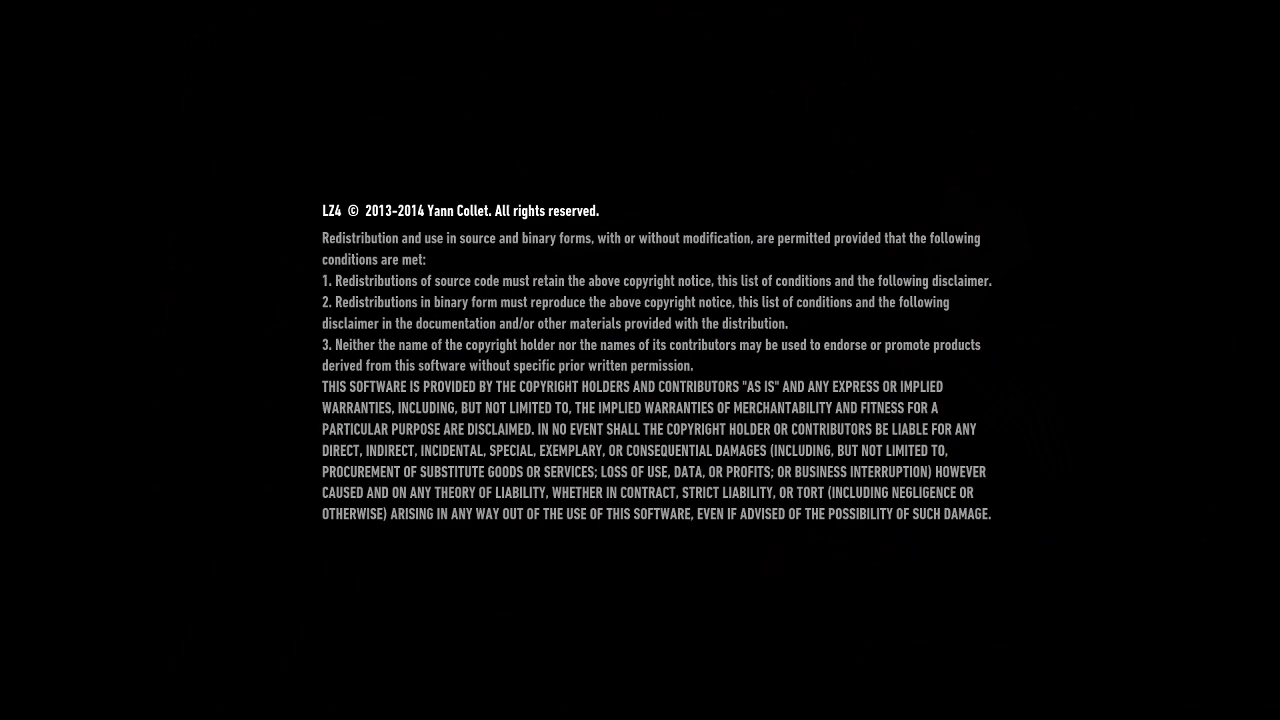 LZ4 © 2013-2014 Yann Collet. All rights reserved.
Redistribution and use in source and binary forms, with or without modification, are permitted provided that the following
conditions are met:
1. Redistributions of source code must retain the above copyright notice, this list of conditions and the following disclaimer.
2. Redistributions in binary form must reproduce the above copyright notice, this list of conditions and the following
disclaimer in the documentation and/or other materials provided with the distribution.
3. Neither the name of the copyright holder nor the names of its contributors may be used to endorse or promote products
derived from this software without specific prior written permission.
THIS SOFTWARE IS PROVIDED BY THE COPYRIGHT HOLDERS AND CONTRIBUTORS "AS IS" AND ANY EXPRESS OR IMPLIED
WARRANTIES, INCLUDING, BUT NOT LIMITED TO, THE IMPLIED WARRANTIES OF MERCHANTABILITY AND FITNESS FOR A
PARTICULAR PURPOSE ARE DISCLAIMED. IN NO EVENT SHALL THE COPYRIGHT HOLDER OR CONTRIBUTORS BE LIABLE FOR ANY
DIRECT, INDIRECT, INCIDENTAL, SPECIAL, EXEMPLARY, OR CONSEQUENTIAL DAMAGES (INCLUDING, BUT NOT LIMITED TO,
PROCUREMENT OF SUBSTITUTE GOODS OR SERVICES; LOSS OF USE, DATA, OR PROFITS; OR BUSINESS INTERRUPTION) HOWEVER
CAUSED AND ON ANY THEORY OF LIABILITY, WHETHER IN CONTRACT, STRICT LIABILITY, OR TORT (INCLUDING NEGLIGENCE OR
OTHERWISE) ARISING IN ANY WAY OUT OF THE USE OF THIS SOFTWARE, EVEN IF ADVISED OF THE POSSIBILITY OF SUCH DAMAGE.